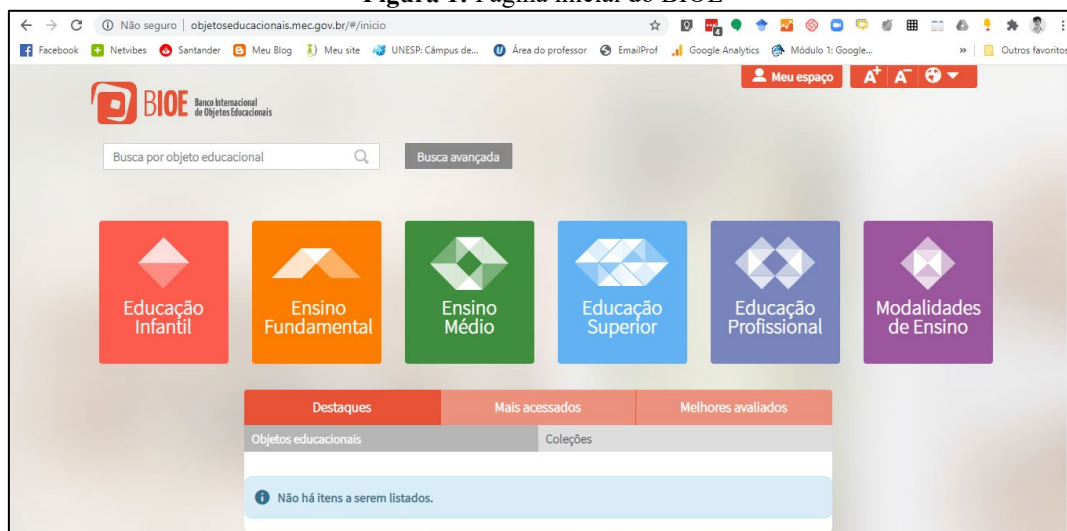 Figura 1. Página inicial do BIOE
Não seguro | objetoseducacionais.mec.gov.br/#/inicio
Facebook Netvibes Santander Meu Blog Meu site UNESP: Câmpus de... Área do professor EmailProf Google Analytics Módulo 1: Google... » Outros favoritos
Meu espaço A+ A-
BIOE Banco Internacional
de Objetos Educacionais
Busca por objeto educacional Busca avançada
Educação
Infantil
Ensino
Fundamental
Ensino
Médio
Educação
Superior
Educação
Profissional
Modalidades
de Ensino
Destaques Mais acessados Melhores avaliados
Objetos educacionais Coleções
Não há itens a serem listados.